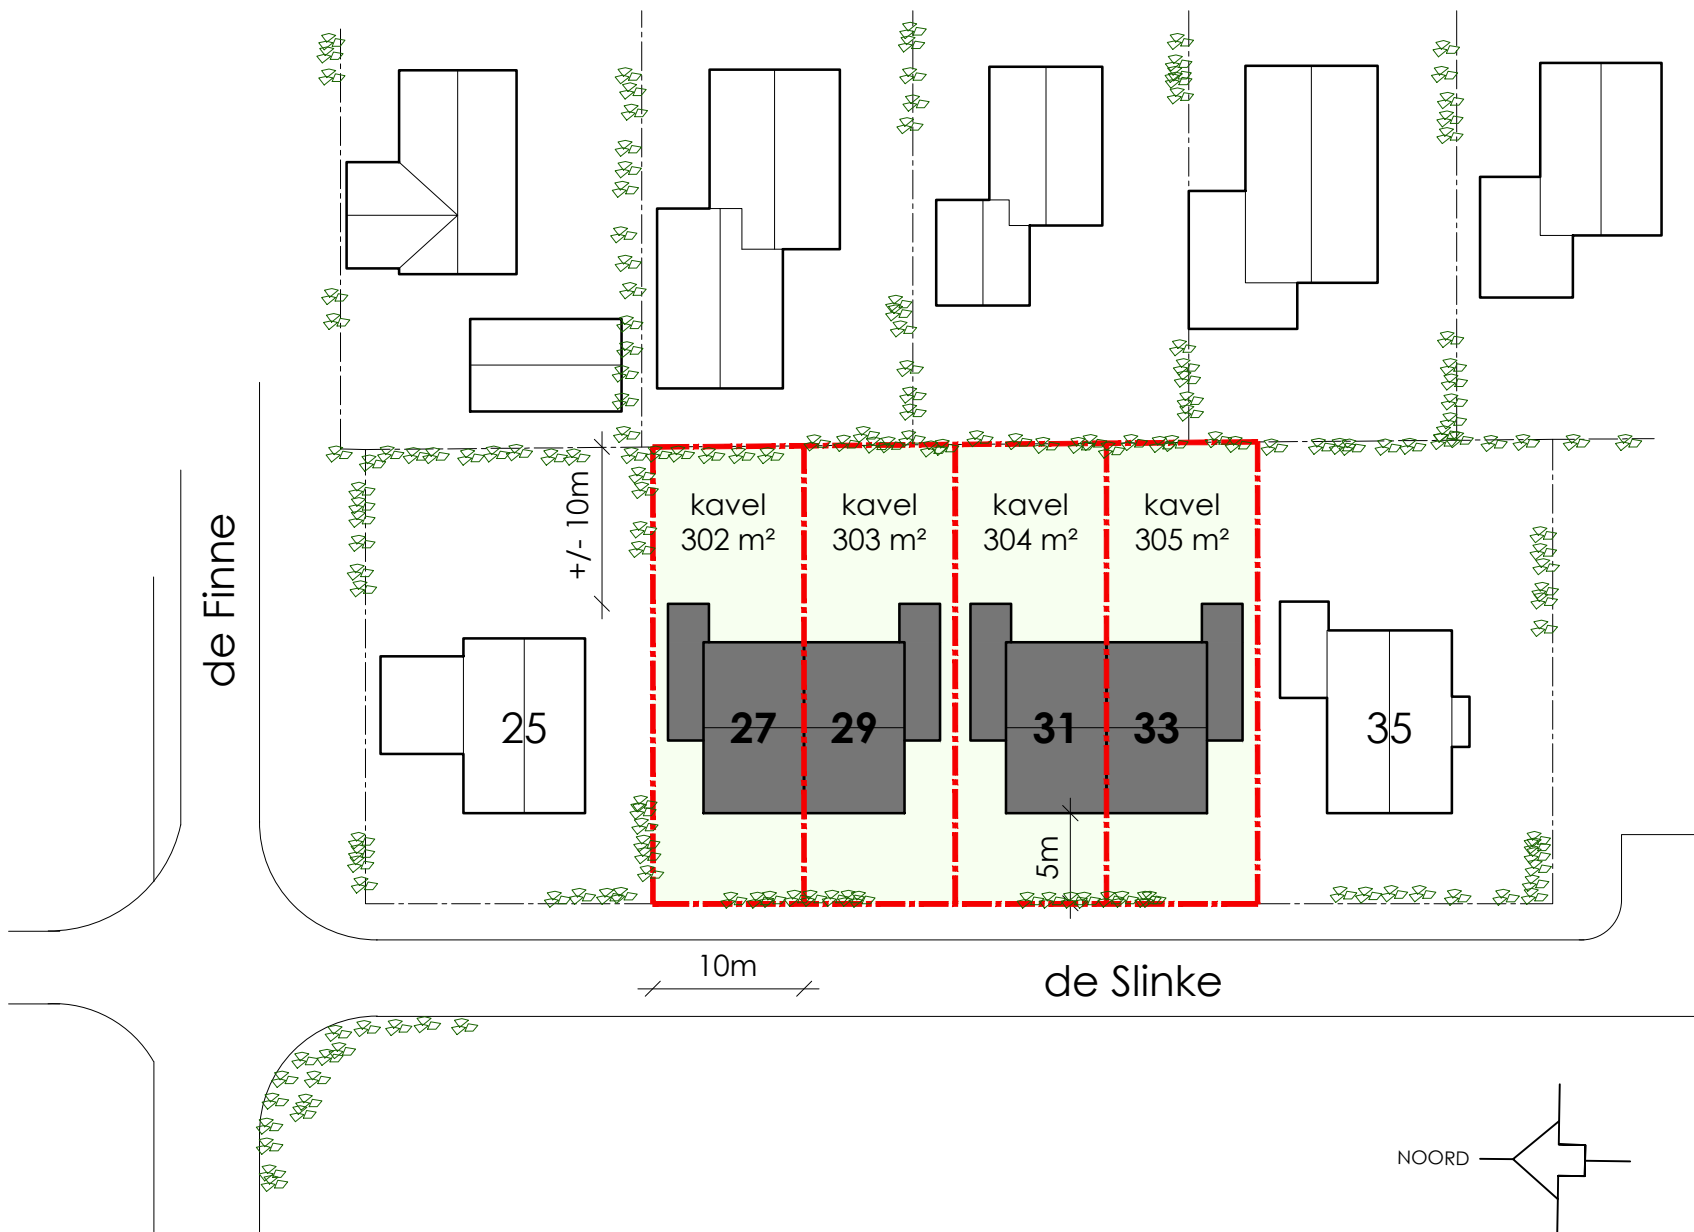 kavel
302 m²
kavel
303 m²
kavel
304 m²
kavel
305 m²
+/- 10m
de Finne
25
27
29
31
33
35
5m
10m
de Slinke
NOORD